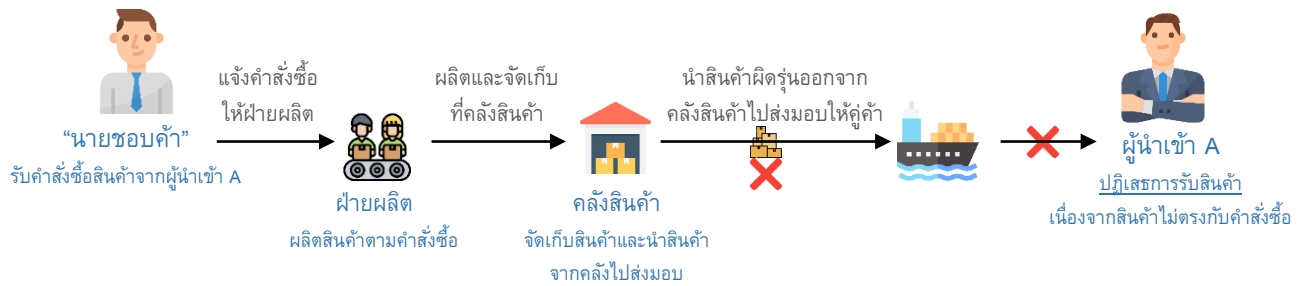 แจ้งคำสั่งซื้อ
ให้ฝ่ายผลิต
ผลิตและจัดเก็บ
ที่คลังสินค้า
นำสินค้าผิดรุ่นออกจาก
คลังสินค้าไปส่งมอบให้คู่ค้า
“นายชอบค้า”
รับคำสั่งซื้อสินค้าจากผู้นำเข้า A
ฝ่ายผลิต
ผลิตสินค้าตามคำสั่งซื้อ
คลังสินค้า
จัดเก็บสินค้าและนำสินค้า
จากคลังไปส่งมอบ
ผู้นำเข้า A
ปฏิเสธการรับสินค้า
เนื่องจากสินค้าไม่ตรงกับคำสั่งซื้อ